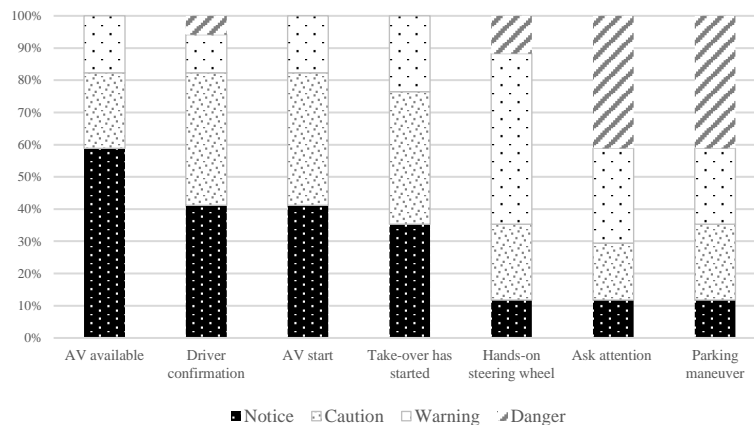 100%
90%
80%
70%
60%
50%
40%
30%
20%
10%
0%
AV available
Driver
confirmation
AV start
Take-over has
started
Hands-on
steering wheel
Ask attention
Parking
maneuver
Notice Caution Warning Danger